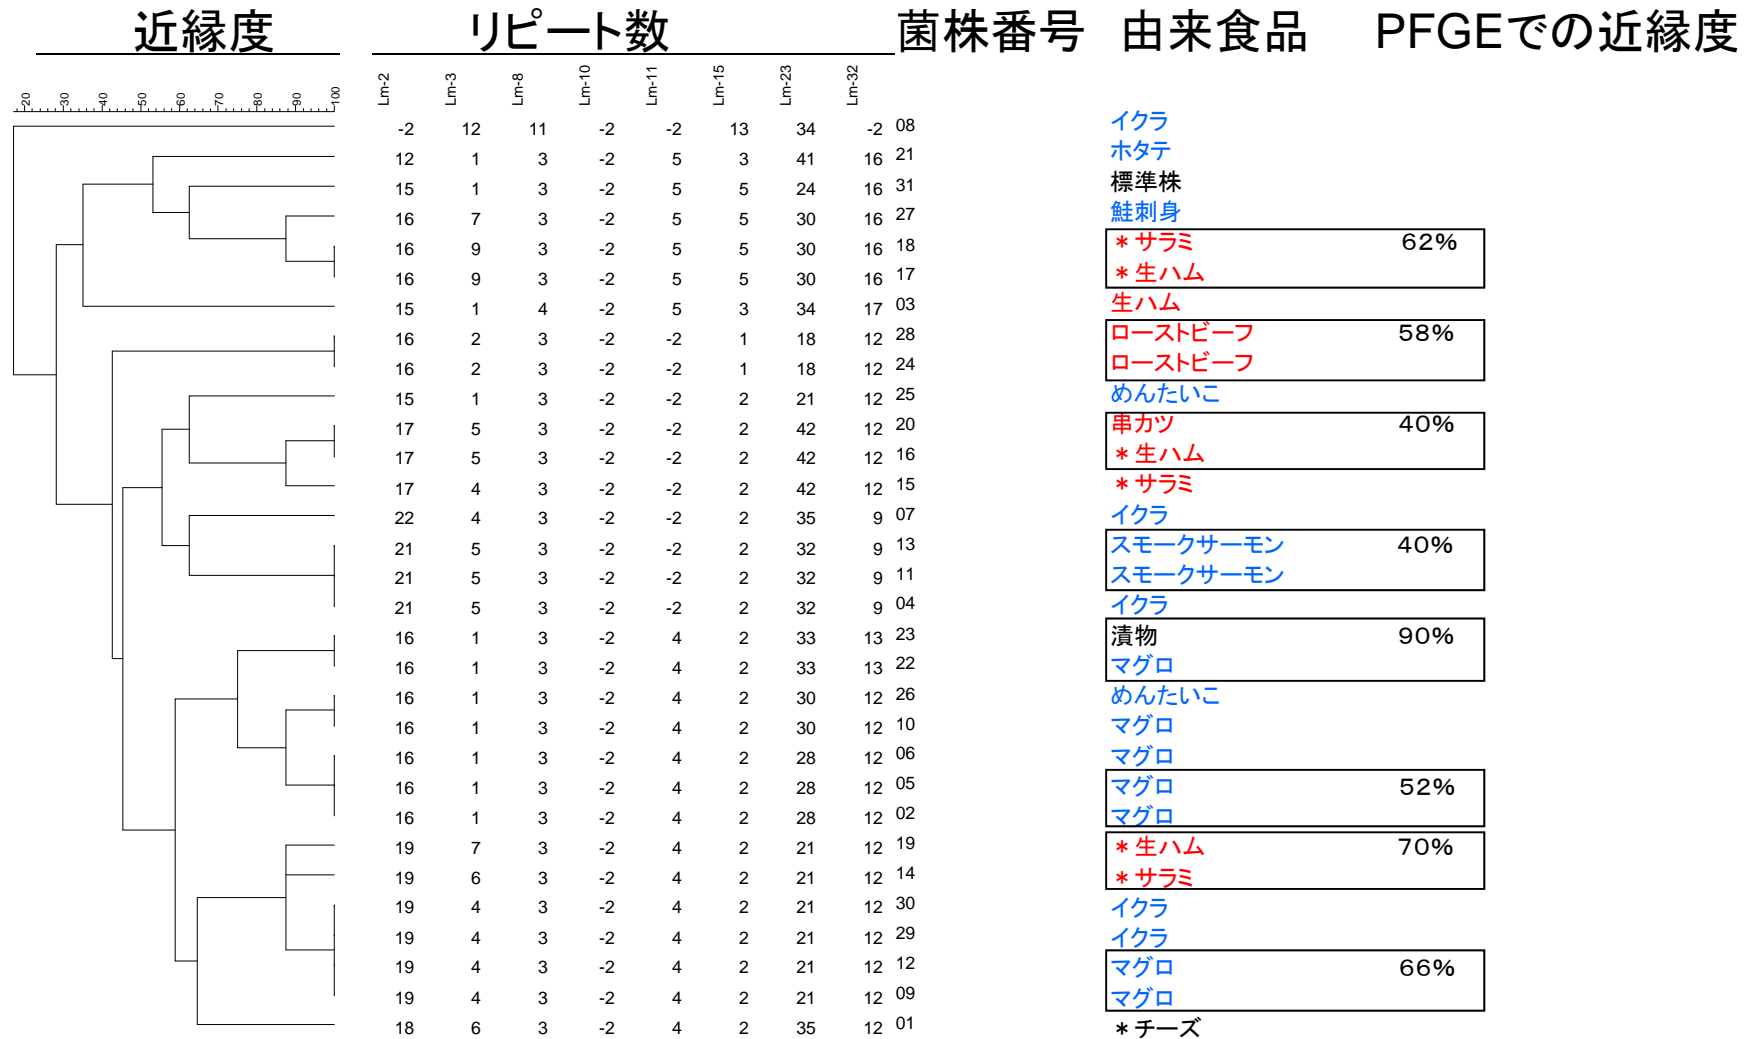 近縁度 リピート数 菌株番号 由来食品 PFGEでの近縁度
20 30 40 50 60 70 80 90 100 Lm-2 Lm-3 Lm-8 Lm-10 Lm-11 Lm-15 Lm-23 Lm-32
-2 12 11 -2 -2 13 34 -2 08 イクラ
12 1 3 -2 5 3 41 16 21 ホタテ
15 1 3 -2 5 5 24 16 31 標準株
16 7 3 -2 5 5 30 16 27 鮭刺身
16 9 3 -2 5 5 30 16 18 *サラミ 62%
16 9 3 -2 5 5 30 16 17 *生ハム
15 1 4 -2 5 3 34 17 03 生ハム
16 2 3 -2 -2 1 18 12 28 ローストビーフ 58%
16 2 3 -2 -2 1 18 12 24 ローストビーフ
15 1 3 -2 -2 2 21 12 25 めんたいこ
17 5 3 -2 -2 2 42 12 20 串カツ 40%
17 5 3 -2 -2 2 42 12 16 *生ハム
17 4 3 -2 -2 2 42 12 15 *サラミ
22 4 3 -2 -2 2 35 9 07 イクラ
21 5 3 -2 -2 2 32 9 13 スモークサーモン 40%
21 5 3 -2 -2 2 32 9 11 スモークサーモン
21 5 3 -2 -2 2 32 9 04 イクラ
16 1 3 -2 4 2 33 13 23 漬物 90%
16 1 3 -2 4 2 33 13 22 マグロ
16 1 3 -2 4 2 30 12 26 めんたいこ
16 1 3 -2 4 2 30 12 10 マグロ
16 1 3 -2 4 2 28 12 06 マグロ
16 1 3 -2 4 2 28 12 05 マグロ 52%
16 1 3 -2 4 2 28 12 02 マグロ
19 7 3 -2 4 2 21 12 19 *生ハム 70%
19 6 3 -2 4 2 21 12 14 *サラミ
19 4 3 -2 4 2 21 12 30 イクラ
19 4 3 -2 4 2 21 12 29 イクラ
19 4 3 -2 4 2 21 12 12 マグロ 66%
19 4 3 -2 4 2 21 12 09 マグロ
18 6 3 -2 4 2 35 12 01 *チーズ